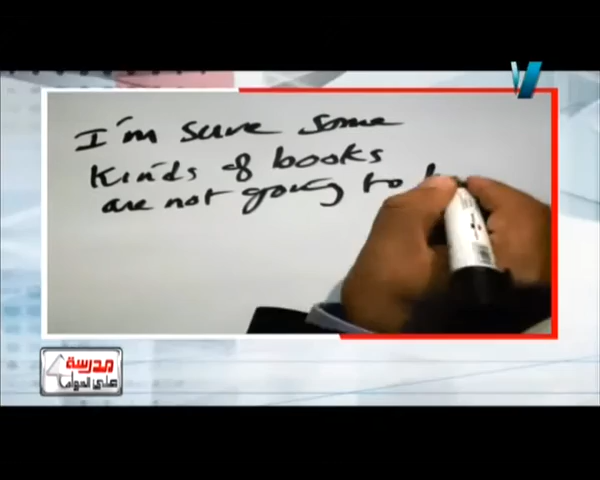 I'm sure some
kinds of books
are not going to
مدرسة
على الهواء